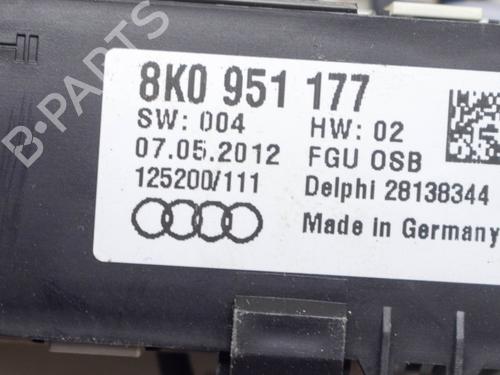 8K0 951 177
SW: 004 HW: 02
07.05.2012 FGU OSB
125200/111 Delphi 28138344
Made in Germany
B-PARTS